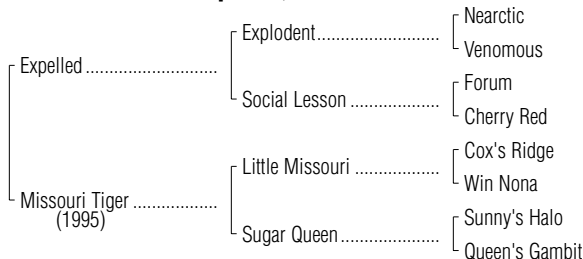 Nearctic
Explodent
Venomous
Expelled
Forum
Social Lesson
Cherry Red
Cox's Ridge
Little Missouri
Win Nona
Missouri Tiger
(1995)
Sunny's Halo
Sugar Queen
Queen's Gambit